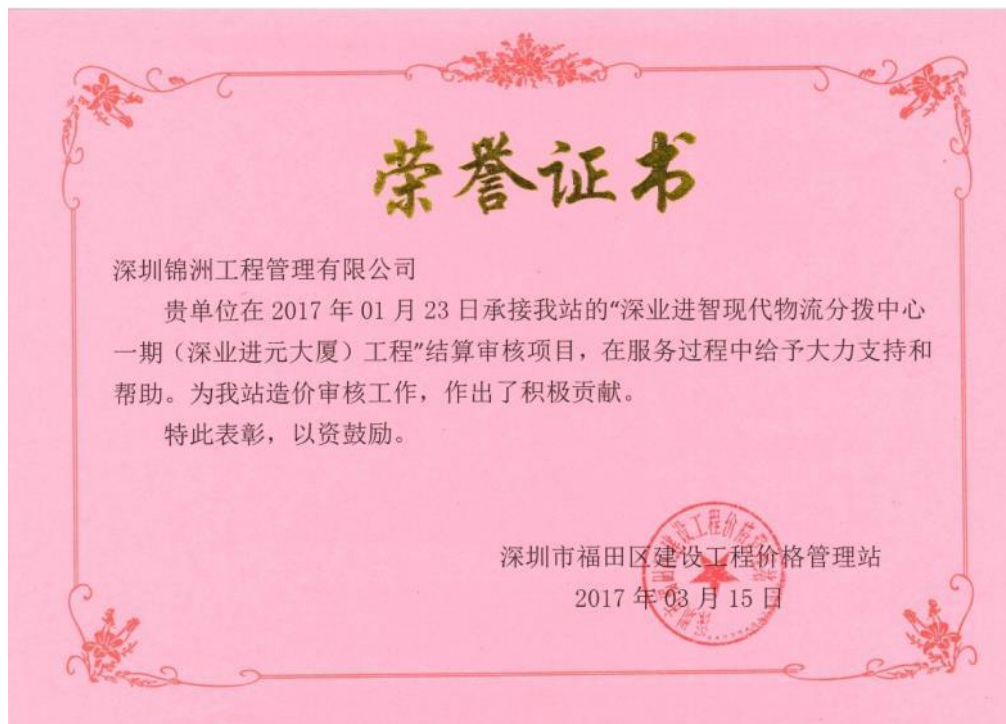 荣誉证书
深圳锦洲工程管理有限公司
贵单位在 2017 年 01 月 23 日承接我站的“深业进智现代物流分拨中心
一期（深业进元大厦）工程”结算审核项目，在服务过程中给予大力支持和
帮助。为我站造价审核工作，作出了积极贡献。
特此表彰，以资鼓励。
深圳市福田区建设工程价格管理站
2017 年 03 月 15 日